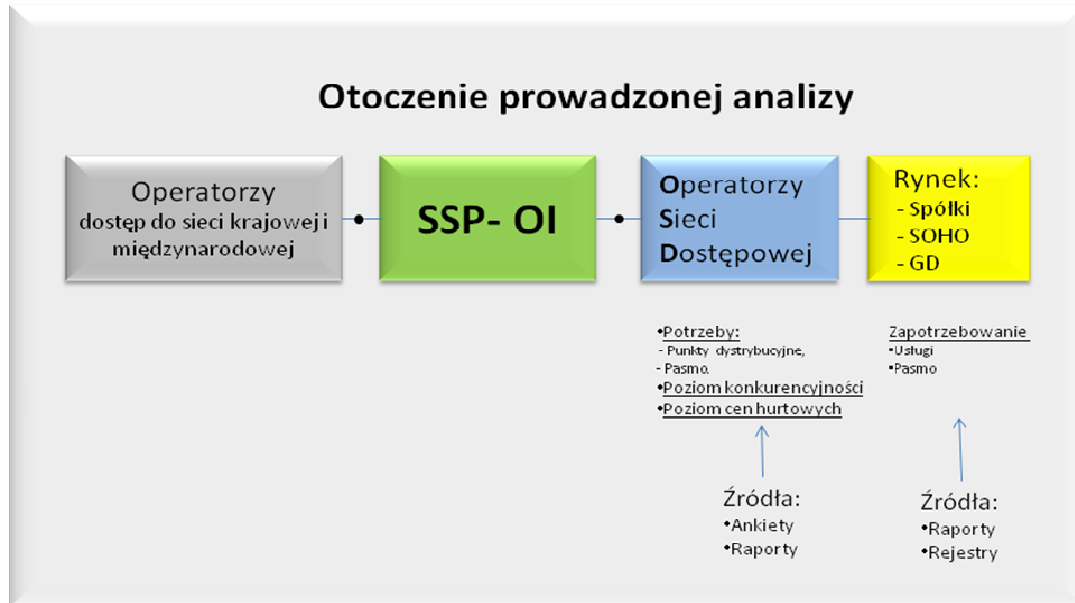 Otoczenie prowadzonej analizy
Operatorzy
dostęp do sieci krajowej i
międzynarodowej
SSP- OI
Operatorzy
Sieci
Dostępowej
Rynek:
- Spółki
- SOHO
- GD
•Potrzeby:
- Punkty dystrybucyjne,
- Pasmo.
•Poziom konkurencyjności
•Poziom cen hurtowych
Zapotrzebowanie
•Usługi
•Pasmo
Źródła:
•Ankiety
•Raporty
Źródła:
•Raporty
•Rejestry